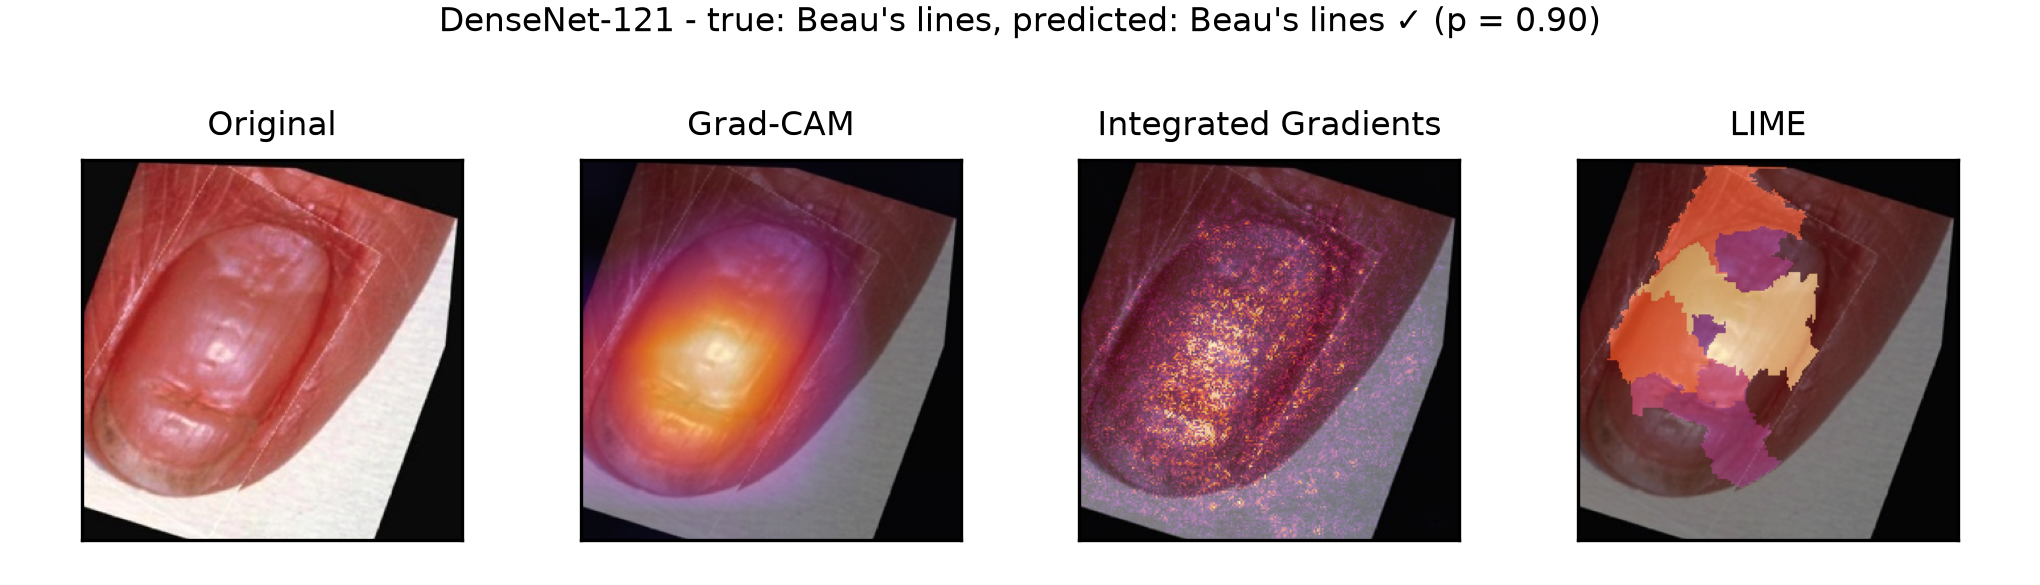 DenseNet-121 - true: Beau's lines, predicted: Beau's lines ✓ (p = 0.90)
Original
Grad-CAM
Integrated Gradients
LIME